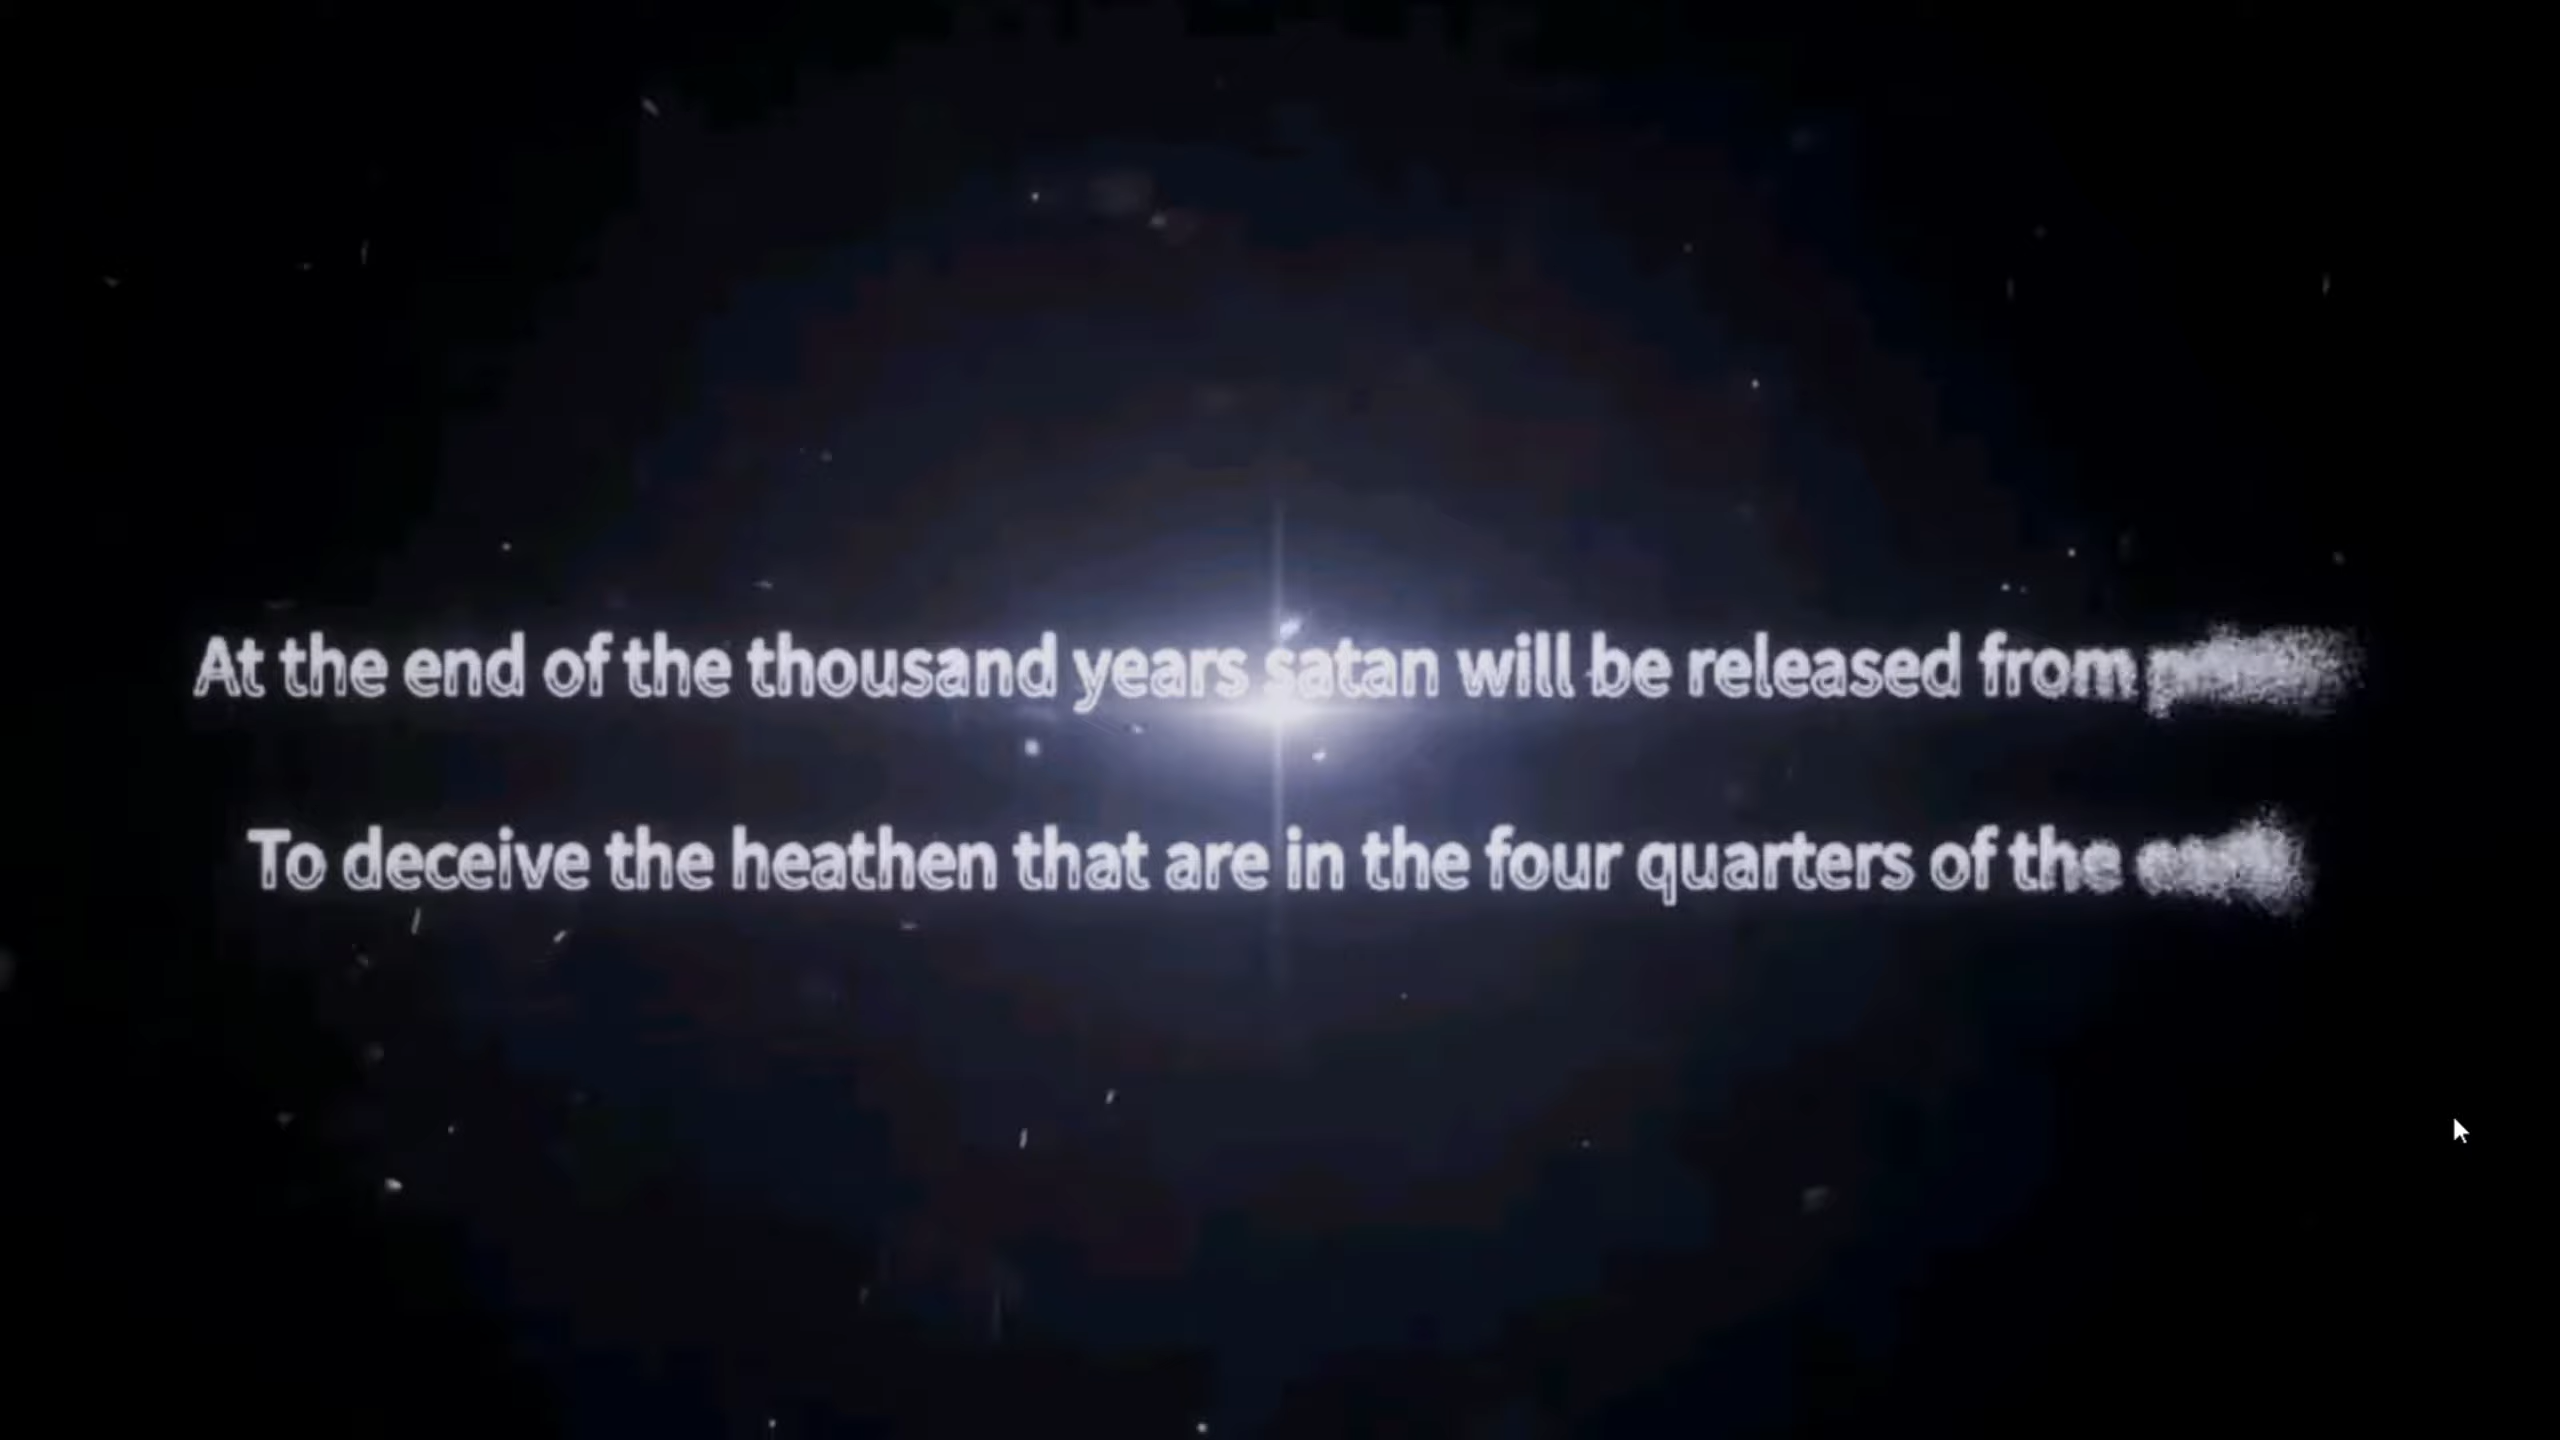 At the end of the thousand years satan will be released from
To deceive the heathen that are in the four quarters of the